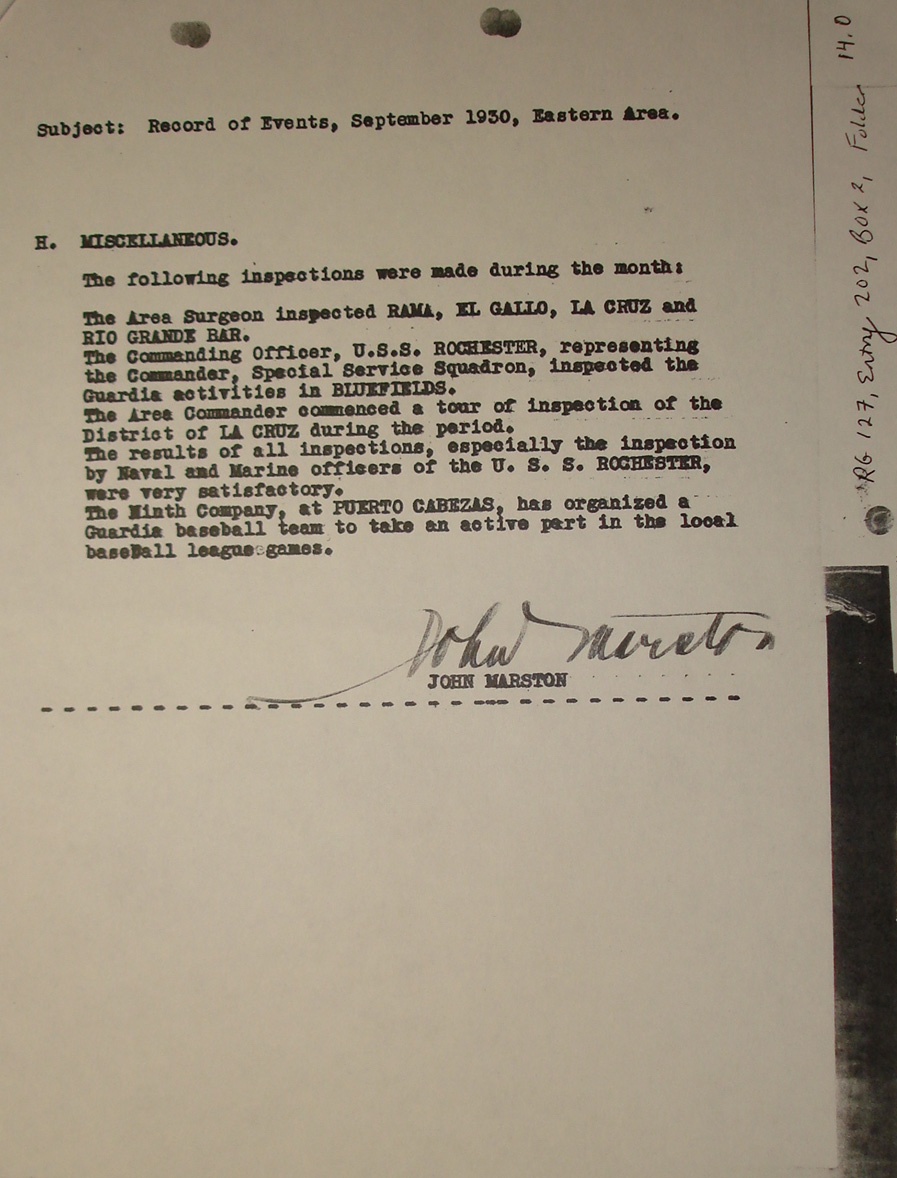 Subject: Record of Events, September 1930, Eastern Area.
H. MISCELLANEOUS.
The following inspections were made during the month:
The Area Surgeon inspected RAMA, EL GALLO, LA CRUZ and
RIO GRANDE BAR.
The Commanding Officer, U.S.S. ROCHESTER, representing
the Commander, Special Service Squadron, inspected the
Guardia activities in BLUEFIELDS.
The Area Commander commenced a tour of inspection of the
District of LA CRUZ during the period.
The results of all inspections, especially the inspection
by Naval and Marine officers of the U. S. S. ROCHESTER,
were very satisfactory.
The Ninth Company, at PUERTO CABEZAS, has organized a
Guardia baseball team to take an active part in the local
baseBall league games.
John Marston
JOHN MARSTON
RG 127, Entry 202, Box 2, Folder 14.0